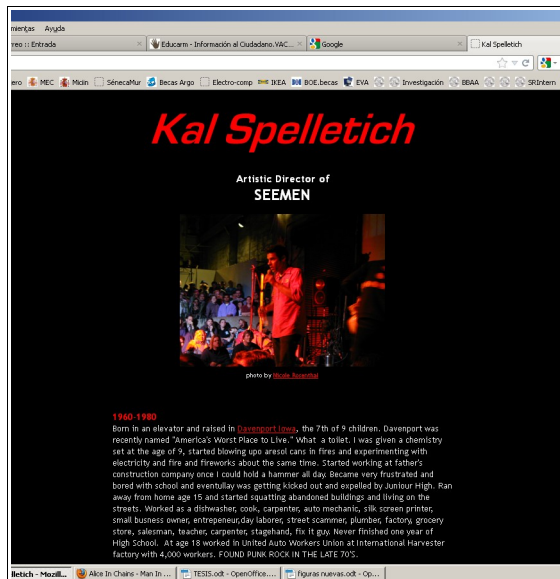 mientas Ayuda
rreo :: Entrada
Educarm - Información al Ciudadano.VAC...
Google
Kal Spelletich
ero MEC Micin SénecaMur Becas Argo Electro-comp IKEA BOE.becas EVA Investigación BBAA SRIntern
Kal Spelletich
Artistic Director of
SEEMEN
photo by Nicole Rosenthal
1960-1980
Born in an elevator and raised in Davenport Iowa, the 7th of 9 children. Davenport was
recently named "America's Worst Place to Live." What a toilet. I was given a chemistry
set at the age of 9, started blowing upo aresol cans in fires and experimenting with
electricity and fire and fireworks about the same time. Started working at father's
construction company once I could hold a hammer all day. Became very frustrated and
bored with school and eventullay was getting kicked out and expelled by Juniour High. Ran
away from home age 15 and started squatting abandoned buildings and living on the
streets. Worked as a dishwasher, cook, carpenter, auto mechanic, silk screen printer,
small busness owner, entrepeneur,day laborer, street scammer, plumber, factory, grocery
store, salesman, teacher, carpenter, stagehand, fix it guy. Never finished one year of
High School. At age 18 worked in United Auto Workers Union at International Harvester
factory with 4,000 workers. FOUND PUNK ROCK IN THE LATE 70'S.
lletich - Mozill... Alice In Chains - Man In ... TESIS.odt - OpenOffice.... figuras nuevas.odt - Op...